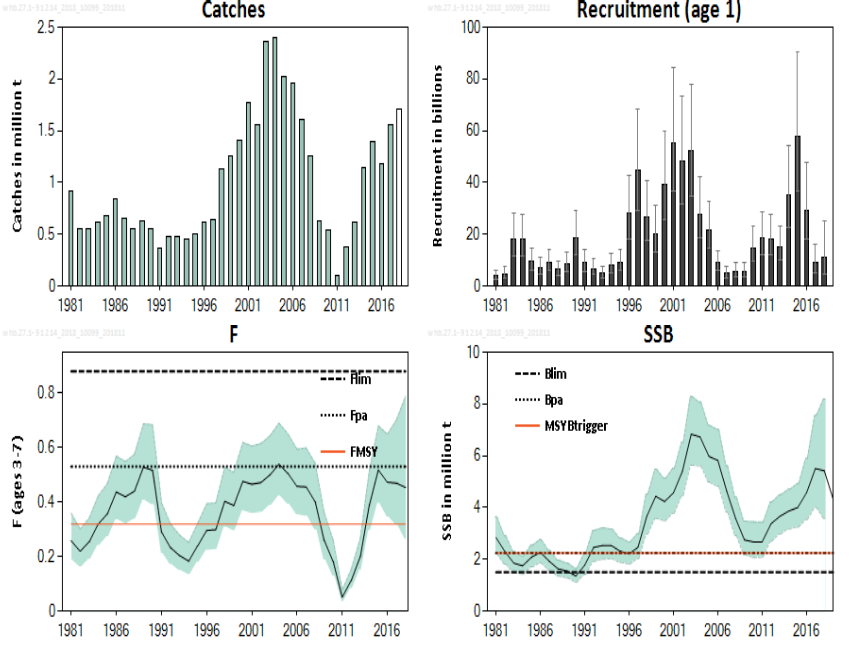 Catches
Catches in million t
2.5
2
1.5
1
0.5
0
1981 1986 1991 1996 2001 2006 2011 2016
Recruitment (age 1)
Recruitment in billions
100
80
60
40
20
0
1981 1986 1991 1996 2001 2006 2011 2016
F
F (ages 3-7)
0.8
0.6
0.4
0.2
0
Flim
Fpa
FMSY
1981 1986 1991 1996 2001 2006 2011 2016
SSB
SSB in million t
10
8
6
4
2
0
Blim
Bpa
MSYBtrigger
1981 1986 1991 1996 2001 2006 2011 2016